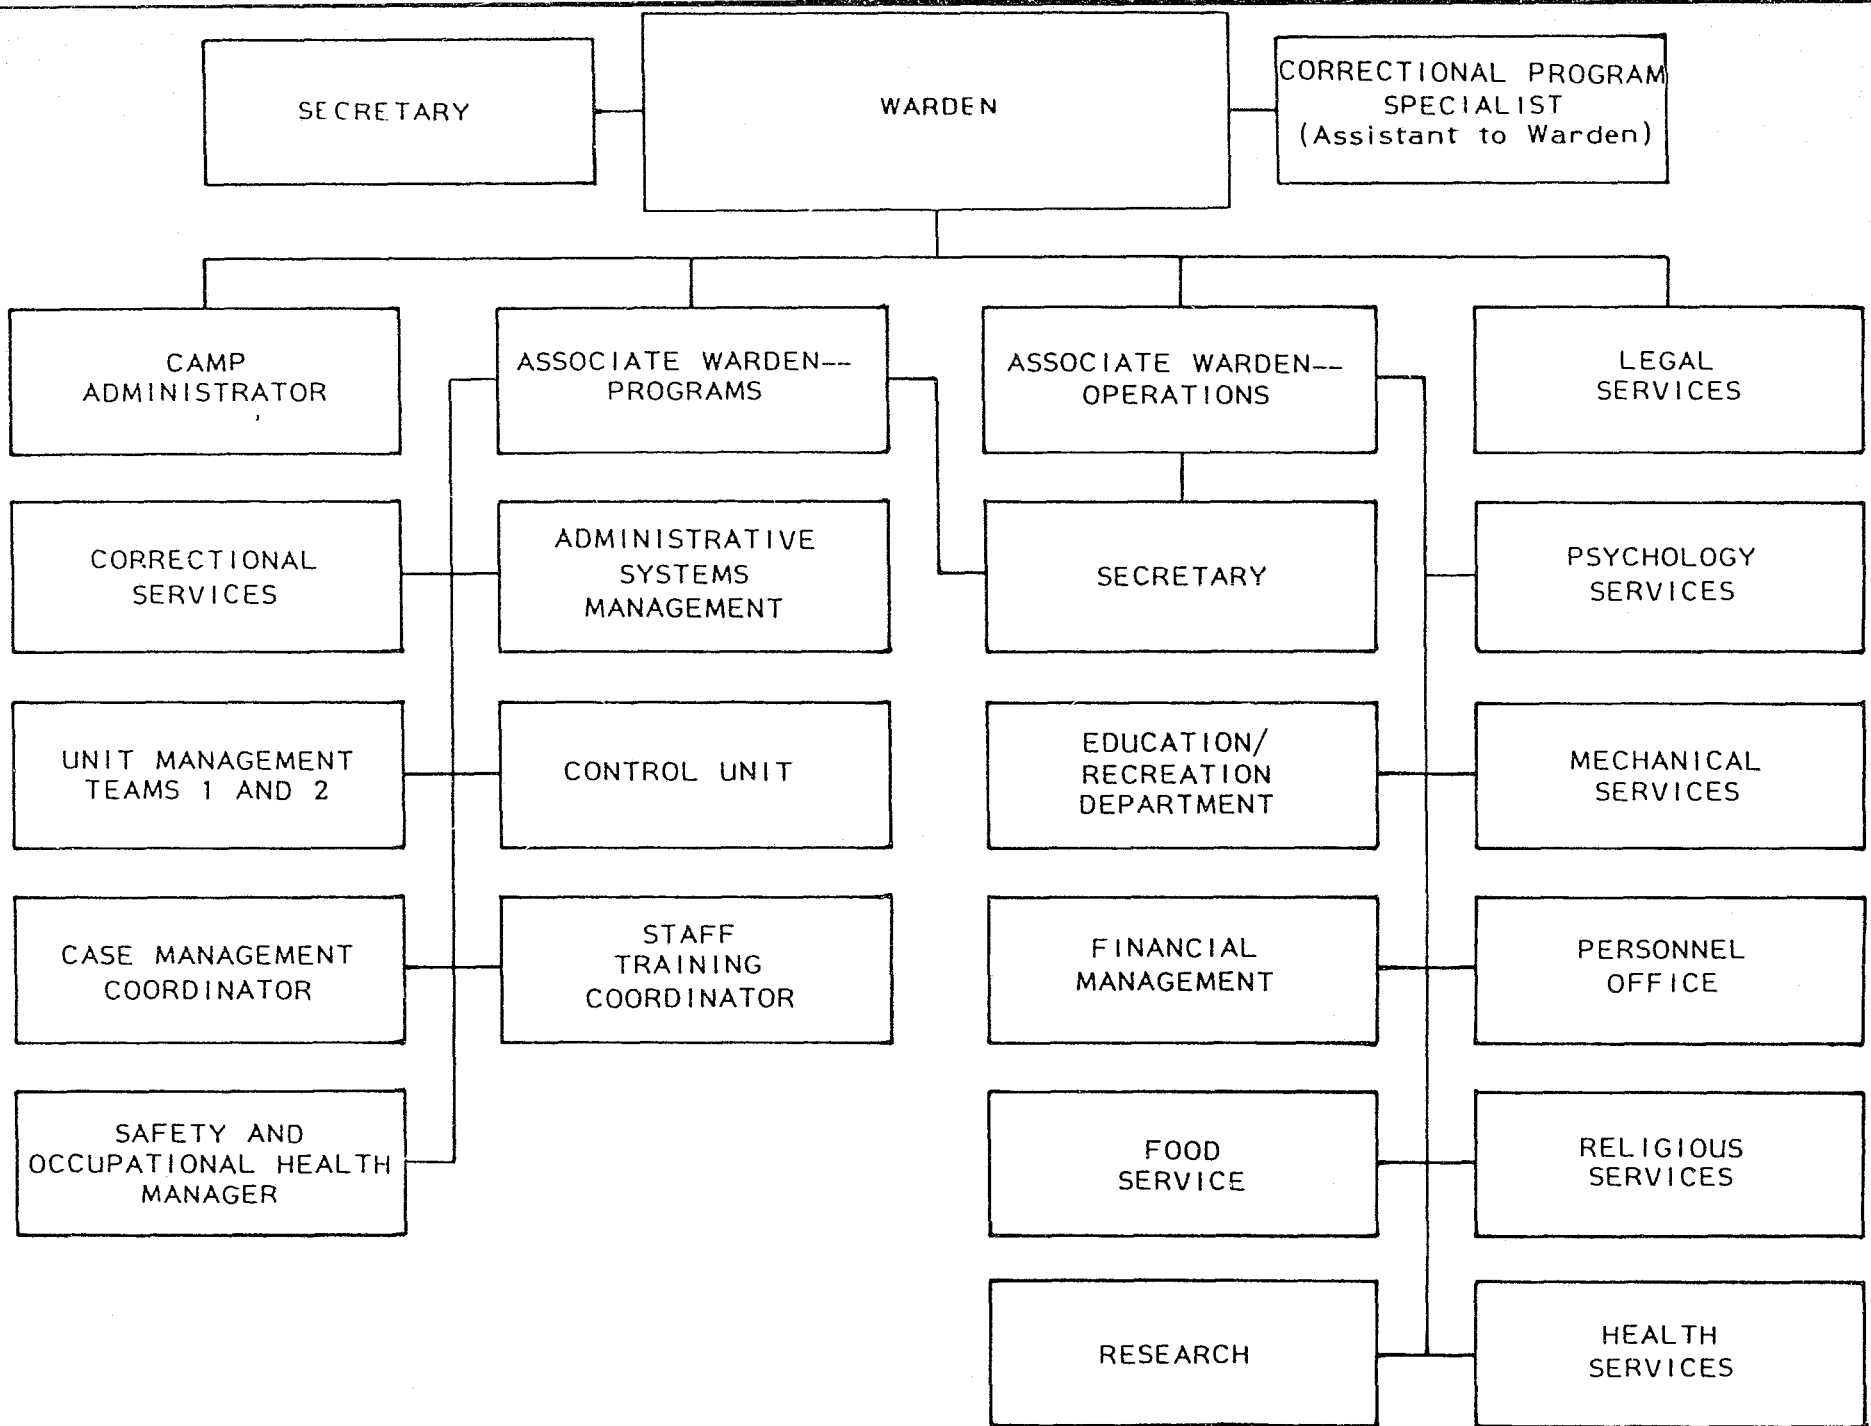 SECRETARY
WARDEN
CORRECTIONAL PROGRAM
SPECIALIST
(Assistant to Warden)
CAMP
ADMINISTRATOR
ASSOCIATE WARDEN--
PROGRAMS
ASSOCIATE WARDEN--
OPERATIONS
LEGAL
SERVICES
CORRECTIONAL
SERVICES
ADMINISTRATIVE
SYSTEMS
MANAGEMENT
SECRETARY
PSYCHOLOGY
SERVICES
UNIT MANAGEMENT
TEAMS 1 AND 2
CONTROL UNIT
EDUCATION/
RECREATION
DEPARTMENT
MECHANICAL
SERVICES
CASE MANAGEMENT
COORDINATOR
STAFF
TRAINING
COORDINATOR
FINANCIAL
MANAGEMENT
PERSONNEL
OFFICE
SAFETY AND
OCCUPATIONAL HEALTH
MANAGER
FOOD
SERVICE
RELIGIOUS
SERVICES
RESEARCH
HEALTH
SERVICES